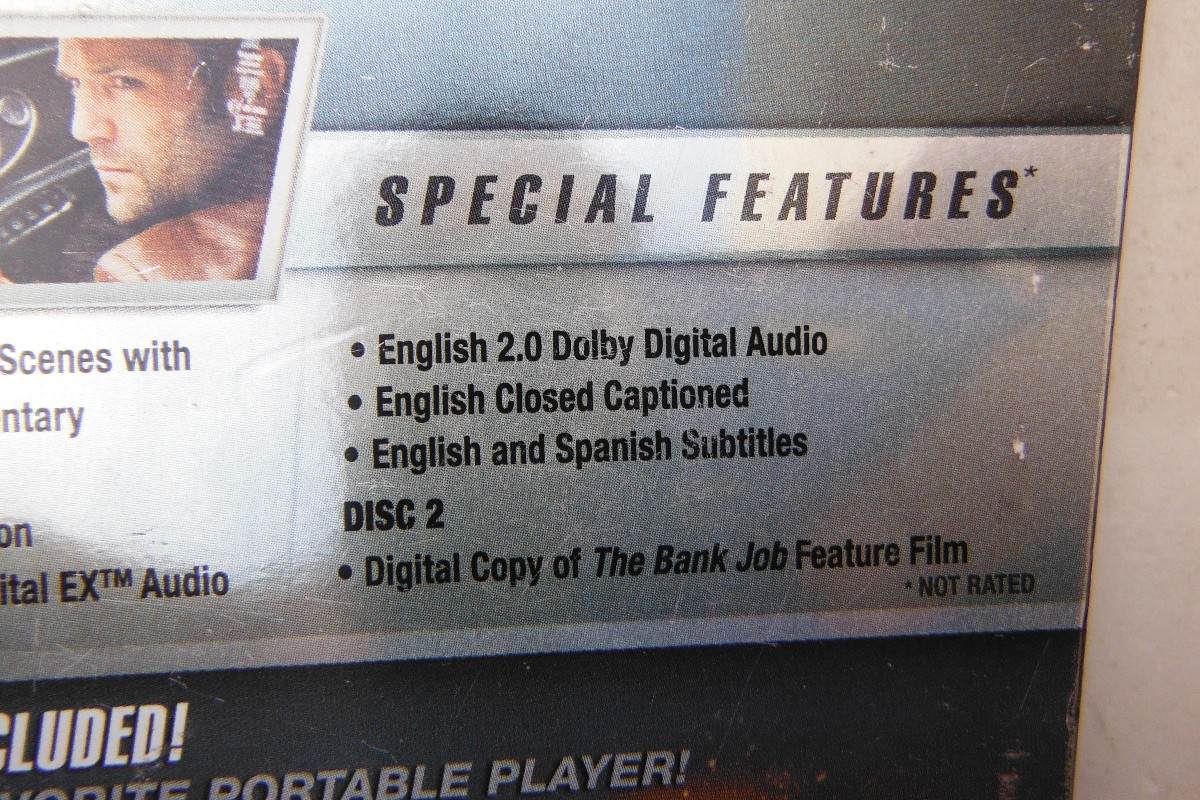 SPECIAL FEATURES*
Scenes with
ntary
on
ital EX™ Audio
• English 2.0 Dolby Digital Audio
• English Closed Captioned
• English and Spanish Subtitles
DISC 2
• Digital Copy of The Bank Job Feature Film
* NOT RATED
CLUDED!
VORITE PORTABLE PLAYER!